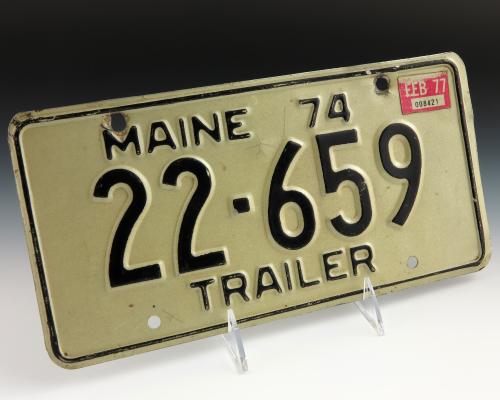 MAINE 74
FEB 77
008421
22-659
TRAILER